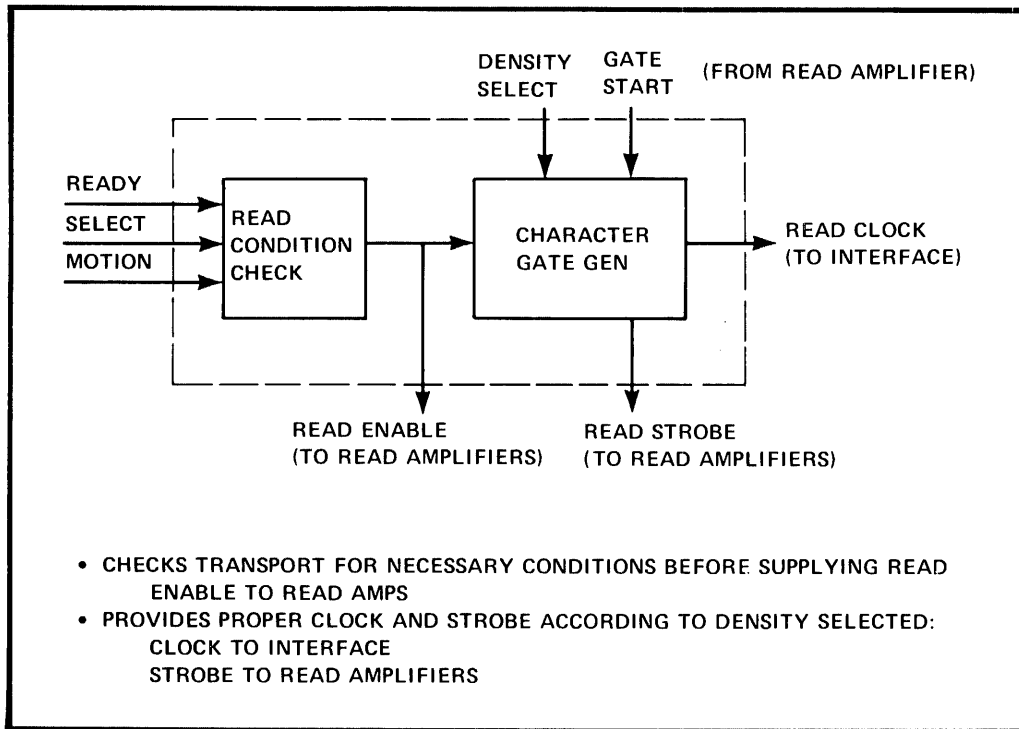 DENSITY
SELECT
GATE
START
(FROM READ AMPLIFIER)
READY
SELECT
MOTION
READ
CONDITION
CHECK
CHARACTER
GATE GEN
READ CLOCK
(TO INTERFACE)
READ ENABLE
(TO READ AMPLIFIERS)
READ STROBE
(TO READ AMPLIFIERS)
• CHECKS TRANSPORT FOR NECESSARY CONDITIONS BEFORE SUPPLYING READ
ENABLE TO READ AMPS
• PROVIDES PROPER CLOCK AND STROBE ACCORDING TO DENSITY SELECTED:
CLOCK TO INTERFACE
STROBE TO READ AMPLIFIERS